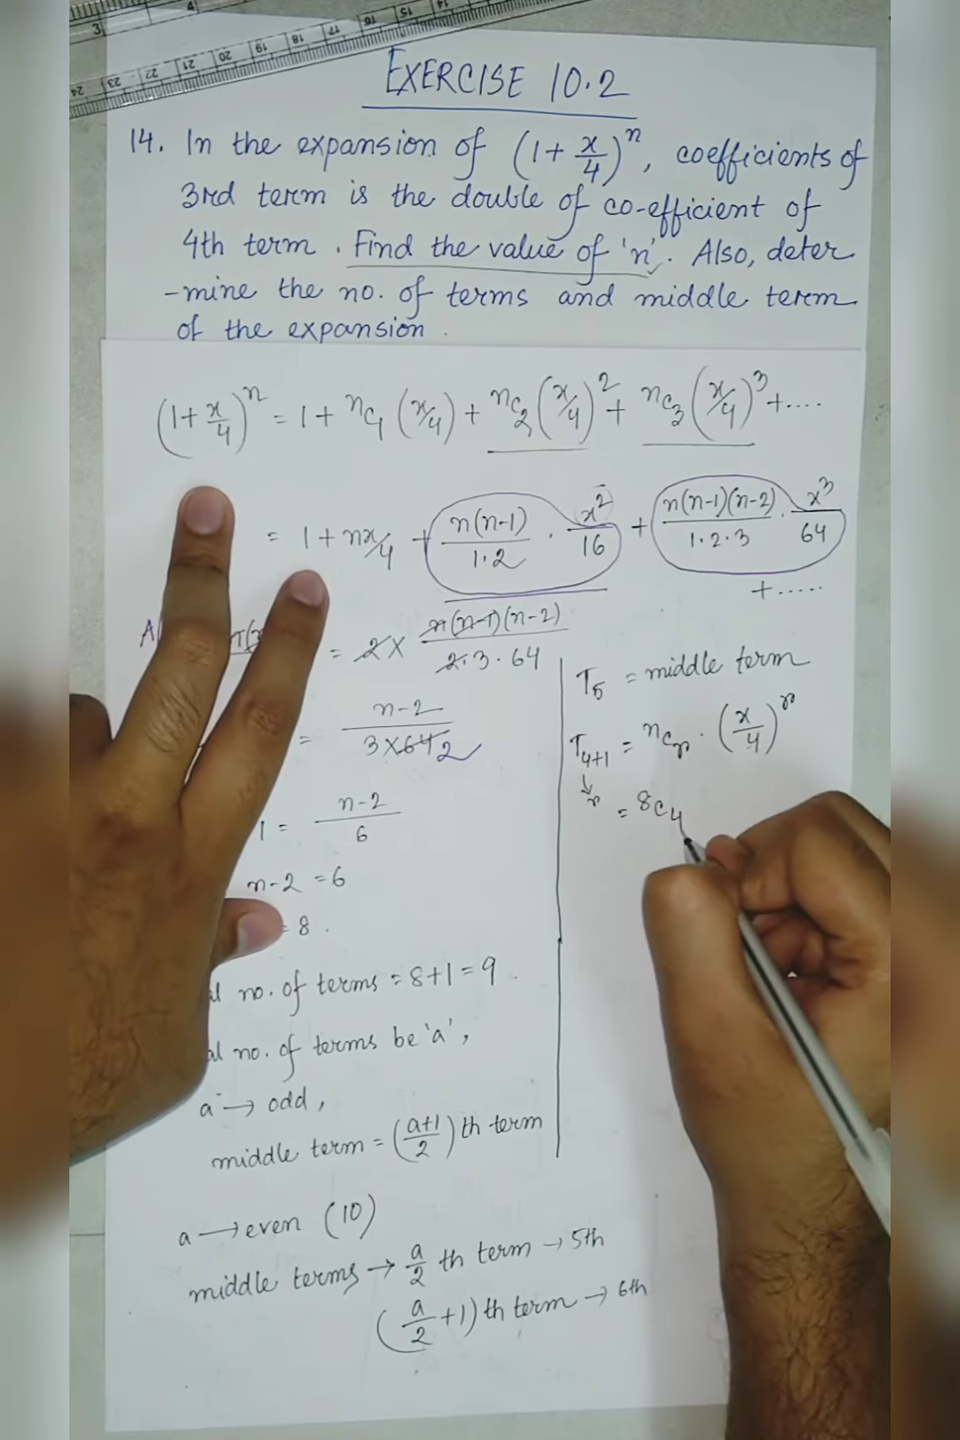 EXERCISE 10.2
14. In the expansion of (1 + x/4)^n, coefficients of
3rd term is the double of co-efficient of
4th term. Find the value of 'n'. Also, deter
-mine the no. of terms and middle term
of the expansion.
(1 + x/4)^n = 1 + nC1 (x/4) + nC2 (x/4)^2 + nC3 (x/4)^3 + ....
= 1 + nx/4 + n(n-1)/1·2 · x^2/16 + n(n-1)(n-2)/1·2·3 · x^3/64
+ .....
= 2 × n(n-1)(n-2)/2·3·64
= n-2/3×64 2
1 = n-2/6
n-2 = 6
= 8.
no. of terms = 8+1 = 9.
no. of terms be 'a',
a → odd,
middle term = (a+1/2) th term
a → even (10)
middle terms → a/2 th term → 5th
(a/2 + 1) th term → 6th
T5 = middle term
T4+1 = nCr · (x/4)^r
↓
r = 8C4